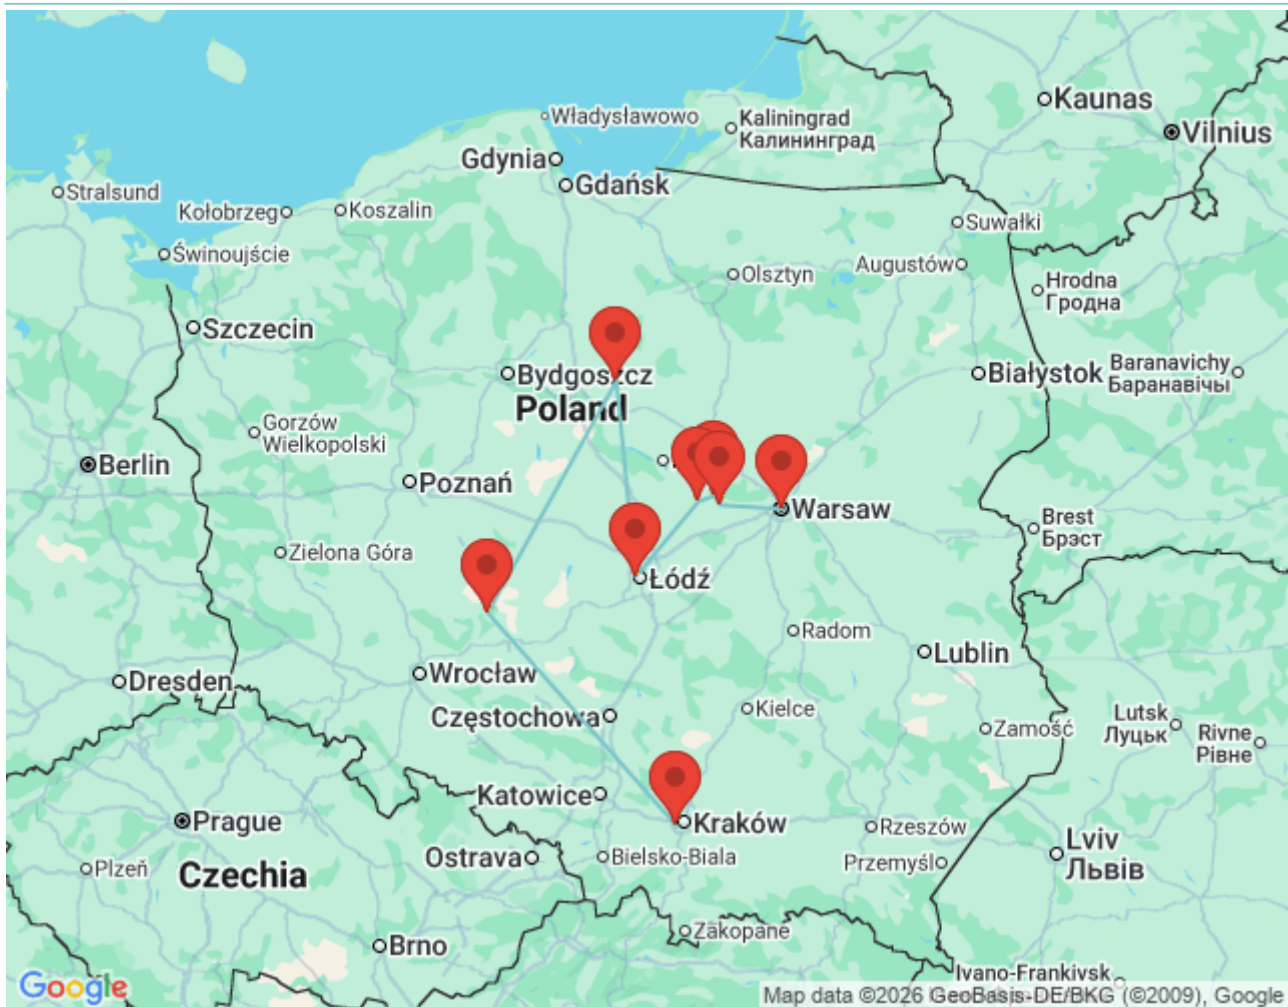 Władysławowo
Kaliningrad
Калининград
Kaunas
Vilnius
Gdynia
Gdańsk
Stralsund
Kołobrzeg
Koszalin
Suwałki
Świnoujście
Augustów
Olsztyn
Hrodna
Гродна
Szczecin
Bydgoszcz
Białystok
Baranavichy
Баранавічы
Poland
Gorzów
Wielkopolski
Berlin
Poznań
Warsaw
Brest
Брэст
Zielona Góra
Łódź
Radom
Lublin
Wrocław
Dresden
Częstochowa
Kielce
Zamość
Lutsk
Луцьк
Rivne
Рівне
Katowice
Kraków
Prague
Rzeszów
Lviv
Львів
Plzeň
Czechia
Ostrava
Bielsko-Biala
Przemyśl
Zakopane
Brno
Ivano-Frankivsk
Google
Map data ©2026 GeoBasis-DE/BKG (©2009), Google